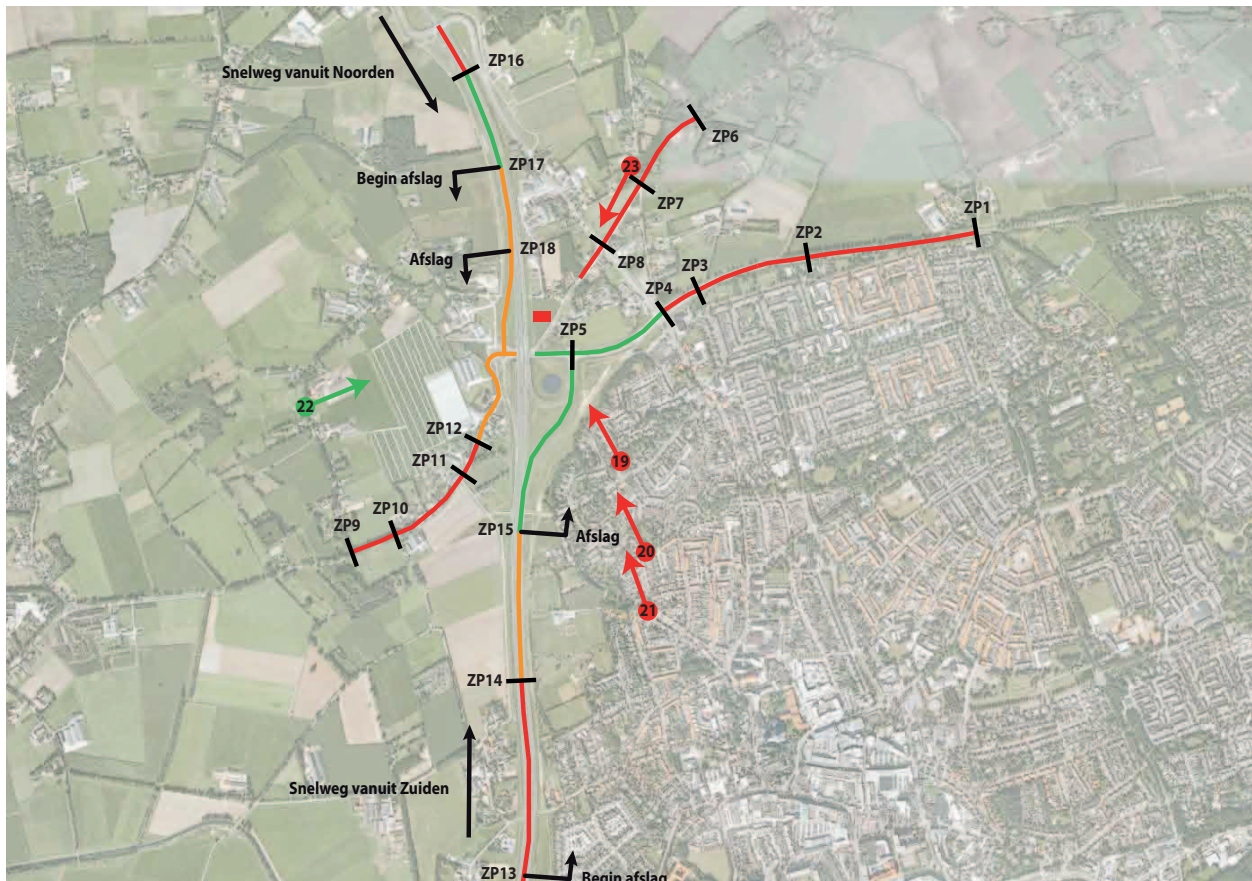 ZP16
Snelweg vanuit Noorden
ZP6
ZP17
23
Begin afslag
ZP7
ZP1
ZP2
ZP18
Afslag
ZP8
ZP3
ZP4
ZP5
22
ZP12
19
ZP11
ZP10
ZP9
ZP15
Afslag
20
21
ZP14
Snelweg vanuit Zuiden
ZP13
Begin afslag